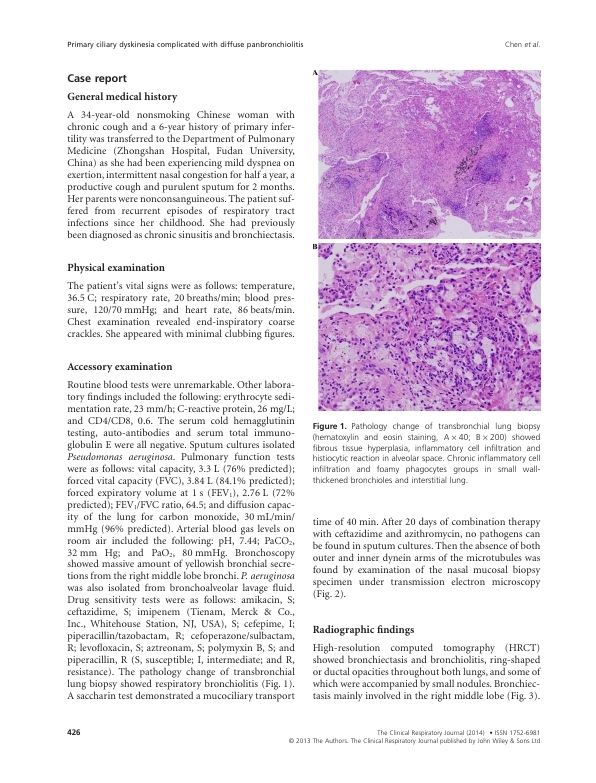 Primary ciliary dyskinesia complicated with diffuse panbronchiolitis
Chen et al.
Case report
General medical history
A 34-year-old nonsmoking Chinese woman with
chronic cough and a 6-year history of primary infer-
tility was transferred to the Department of Pulmonary
Medicine (Zhongshan Hospital, Fudan University,
China) as she had been experiencing mild dyspnea on
exertion, intermittent nasal congestion for half a year, a
productive cough and purulent sputum for 2 months.
Her parents were nonconsanguineous. The patient suf-
fered from recurrent episodes of respiratory tract
infections since her childhood. She had previously
been diagnosed as chronic sinusitis and bronchiectasis.
Physical examination
The patient's vital signs were as follows: temperature,
36.5 C; respiratory rate, 20 breaths/min; blood pres-
sure, 120/70 mmHg; and heart rate, 86 beats/min.
Chest examination revealed end-inspiratory coarse
crackles. She appeared with minimal clubbing figures.
Accessory examination
Routine blood tests were unremarkable. Other labora-
tory findings included the following: erythrocyte sedi-
mentation rate, 23 mm/h; C-reactive protein, 26 mg/L;
and CD4/CD8, 0.6. The serum cold hemagglutinin
testing, auto-antibodies and serum total immuno-
globulin E were all negative. Sputum cultures isolated
Pseudomonas aeruginosa. Pulmonary function tests
were as follows: vital capacity, 3.3 L (76% predicted);
forced vital capacity (FVC), 3.84 L (84.1% predicted);
forced expiratory volume at 1 s (FEV₁), 2.76 L (72%
predicted); FEV₁/FVC ratio, 64.5; and diffusion capac-
ity of the lung for carbon monoxide, 30 mL/min/
mmHg (96% predicted). Arterial blood gas levels on
room air included the following: pH, 7.44; PaCO₂,
32 mm Hg; and PaO₂, 80 mmHg. Bronchoscopy
showed massive amount of yellowish bronchial secre-
tions from the right middle lobe bronchi. P. aeruginosa
was also isolated from bronchoalveolar lavage fluid.
Drug sensitivity tests were as follows: amikacin, S;
ceftazidime, S; imipenem (Tienam, Merck & Co.,
Inc., Whitehouse Station, NJ, USA), S; cefepime, I;
piperacillin/tazobactam, R; cefoperazone/sulbactam,
R; levofloxacin, S; aztreonam, S; polymyxin B, S; and
piperacillin, R (S, susceptible; I, intermediate; and R,
resistance). The pathology change of transbronchial
lung biopsy showed respiratory bronchiolitis (Fig. 1).
A saccharin test demonstrated a mucociliary transport
A
B
Figure 1. Pathology change of transbronchial lung biopsy
(hematoxylin and eosin staining, A × 40; B × 200) showed
fibrous tissue hyperplasia, inflammatory cell infiltration and
histiocytic reaction in alveolar space. Chronic inflammatory cell
infiltration and foamy phagocytes groups in small wall-
thickened bronchioles and interstitial lung.
time of 40 min. After 20 days of combination therapy
with ceftazidime and azithromycin, no pathogens can
be found in sputum cultures. Then the absence of both
outer and inner dynein arms of the microtubules was
found by examination of the nasal mucosal biopsy
specimen under transmission electron microscopy
(Fig. 2).
Radiographic findings
High-resolution computed tomography (HRCT)
showed bronchiectasis and bronchiolitis, ring-shaped
or ductal opacities throughout both lungs, and some of
which were accompanied by small nodules. Bronchiec-
tasis mainly involved in the right middle lobe (Fig. 3).
426
The Clinical Respiratory Journal (2014) • ISSN 1752-6981
© 2013 The Authors. The Clinical Respiratory Journal published by John Wiley & Sons Ltd